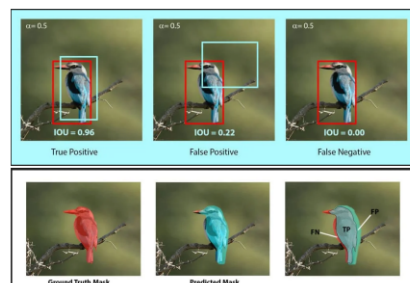 α= 0.5
α= 0.5
α= 0.5
IOU = 0.96
IOU = 0.22
IOU = 0.00
True Positive
False Positive
False Negative
FN
TP
FP
Ground Truth Mask
Predicted Mask